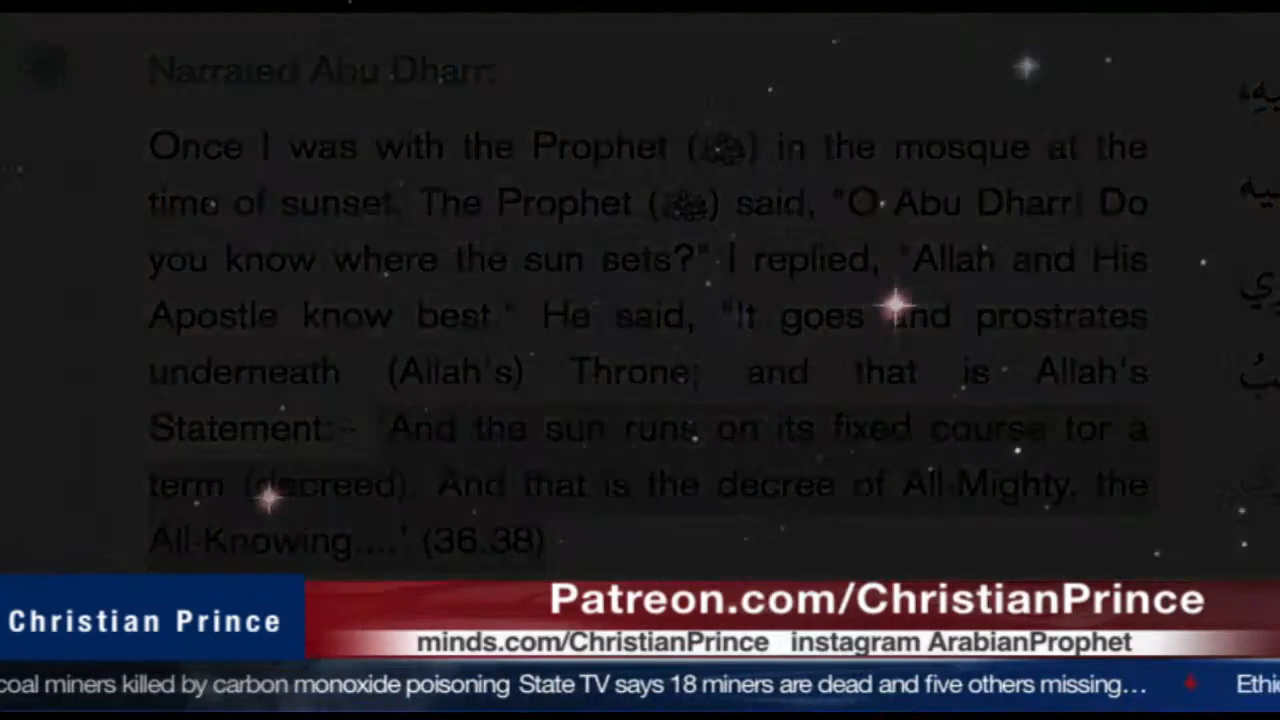 Narrated Abu Dharr:
Once I was with the Prophet (ﷺ) in the mosque at the
time of sunset. The Prophet (ﷺ) said, "O Abu Dharr! Do
you know where the sun sets?" I replied, "Allah and His
Apostle know best." He said, "It goes and prostrates
underneath (Allah's) Throne; and that is Allah's
Statement:-- 'And the sun runs on its fixed course for a
term (decreed). And that is the decree of All-Mighty, the
All-Knowing....' (36.38)
Patreon.com/ChristianPrince
Christian Prince
minds.com/ChristianPrince instagram ArabianProphet
coal miners killed by carbon monoxide poisoning State TV says 18 miners are dead and five others missing... Ethi